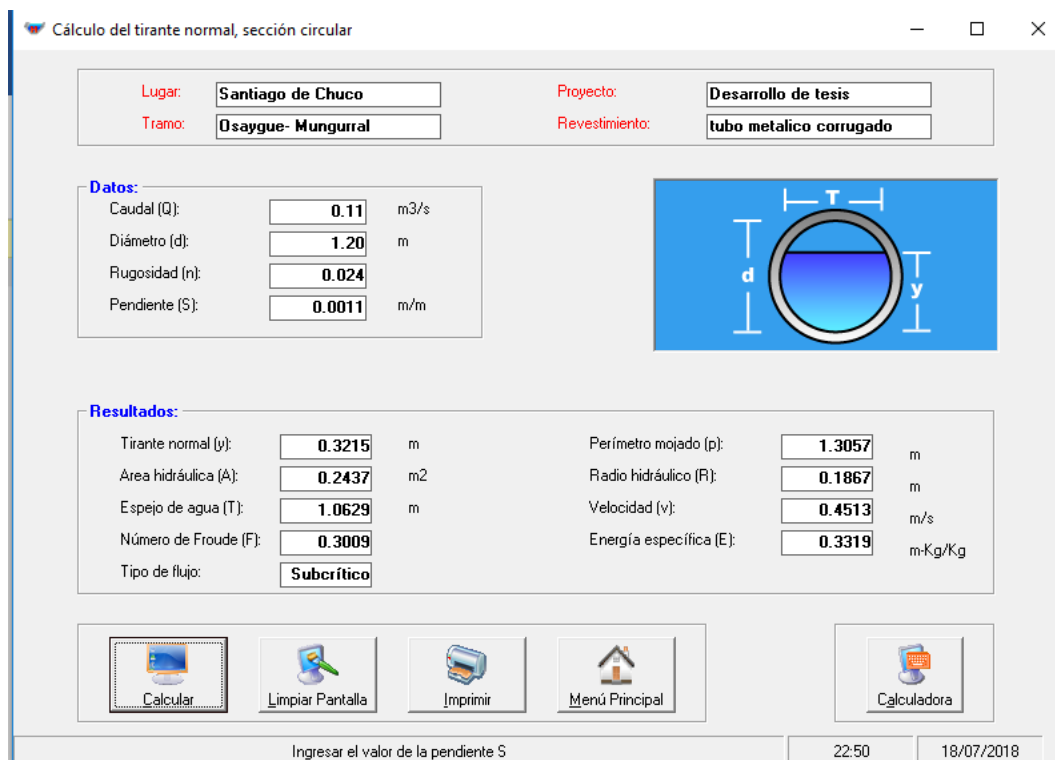 Cálculo del tirante normal, sección circular
Lugar: Santiago de Chuco Proyecto: Desarrollo de tesis
Tramo: Osaygue- Mungurral Revestimiento: tubo metalico corrugado
Datos:
Caudal (Q): 0.11 m3/s
Diámetro (d): 1.20 m
Rugosidad (n): 0.024
Pendiente (S): 0.0011 m/m
T
d
y
Resultados:
Tirante normal (y): 0.3215 m Perímetro mojado (p): 1.3057 m
Area hidráulica (A): 0.2437 m2 Radio hidráulico (R): 0.1867 m
Espejo de agua (T): 1.0629 m Velocidad (v): 0.4513 m/s
Número de Froude (F): 0.3009 Energía específica (E): 0.3319 m-Kg/Kg
Tipo de flujo: Subcrítico
Calcular Limpiar Pantalla Imprimir Menú Principal Calculadora
Ingresar el valor de la pendiente S 22:50 18/07/2018